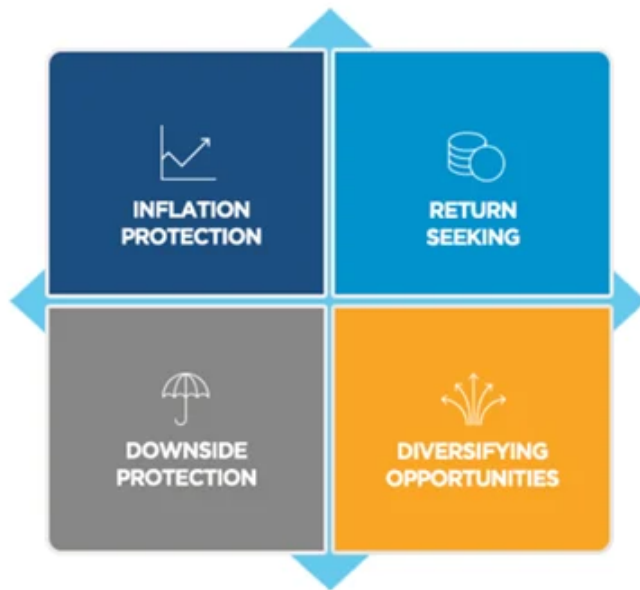 INFLATION
PROTECTION
RETURN
SEEKING
DOWNSIDE
PROTECTION
DIVERSIFYING
OPPORTUNITIES